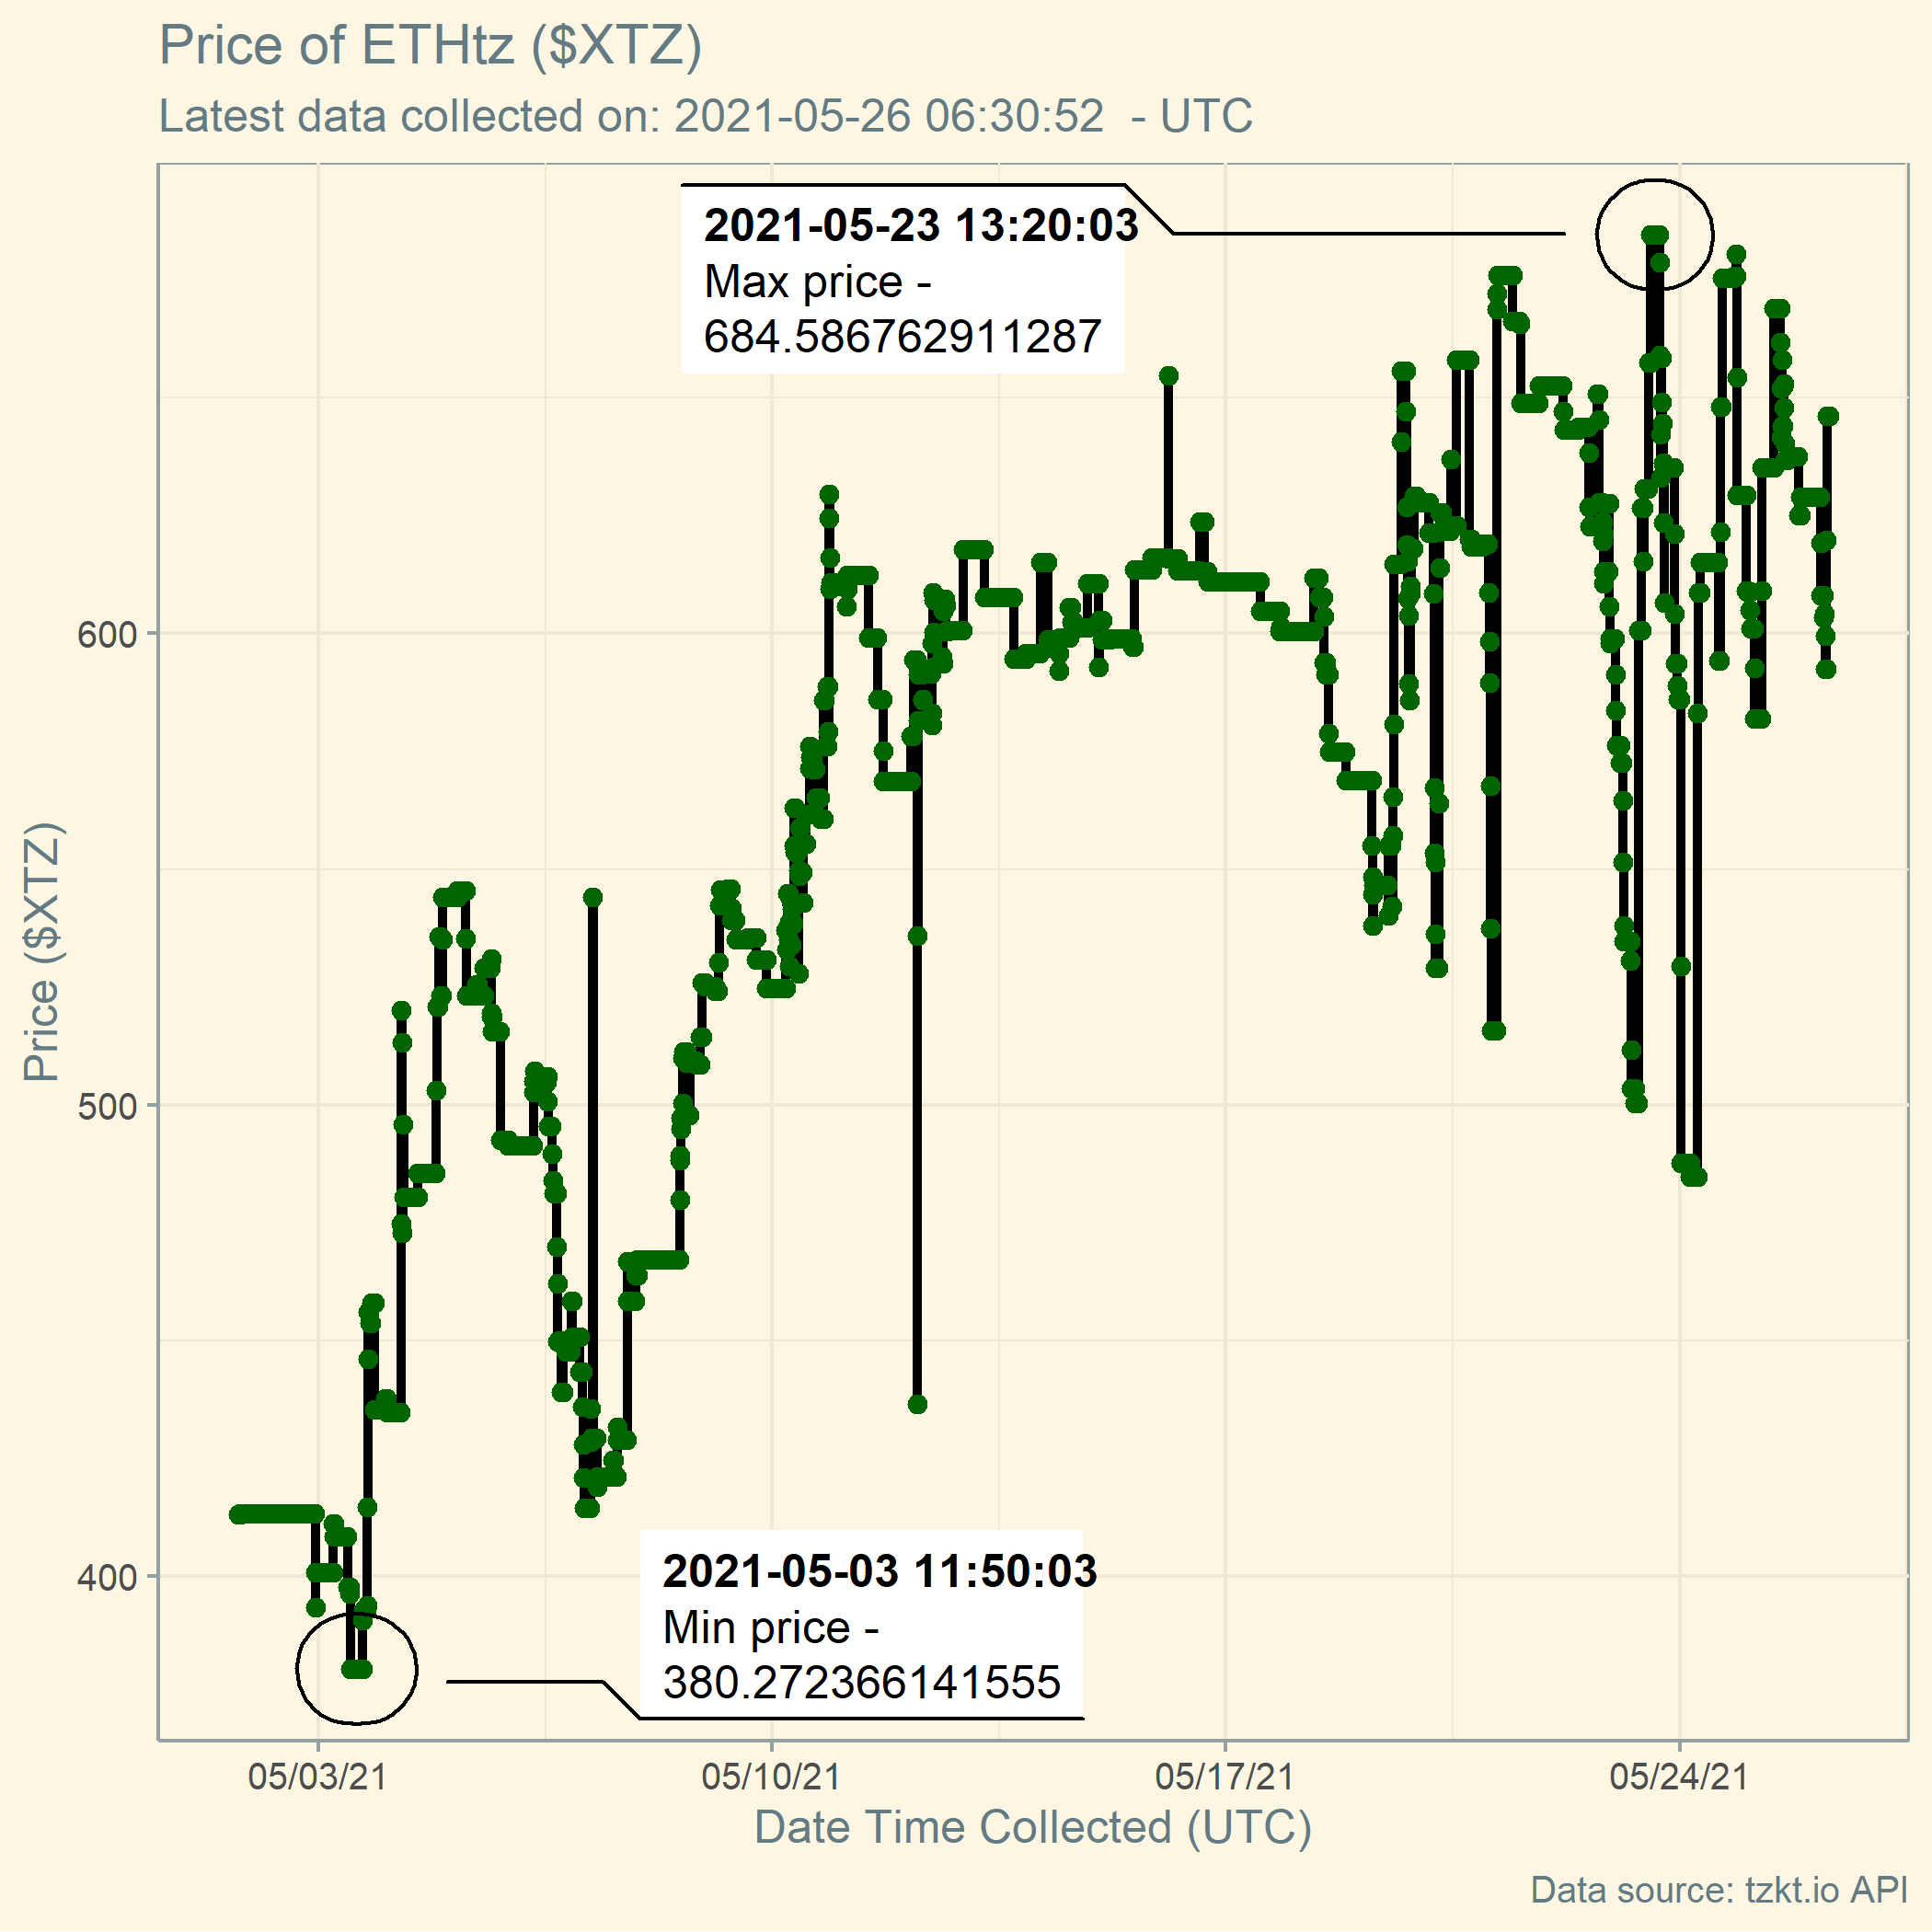 Price of ETHtz ($XTZ)
Latest data collected on: 2021-05-26 06:30:52  - UTC
2021-05-23 13:20:03
Max price -
684.586762911287
600
500
400
Price ($XTZ)
2021-05-03 11:50:03
Min price -
380.272366141555
05/03/21
05/10/21
05/17/21
05/24/21
Date Time Collected (UTC)
Data source: tzkt.io API